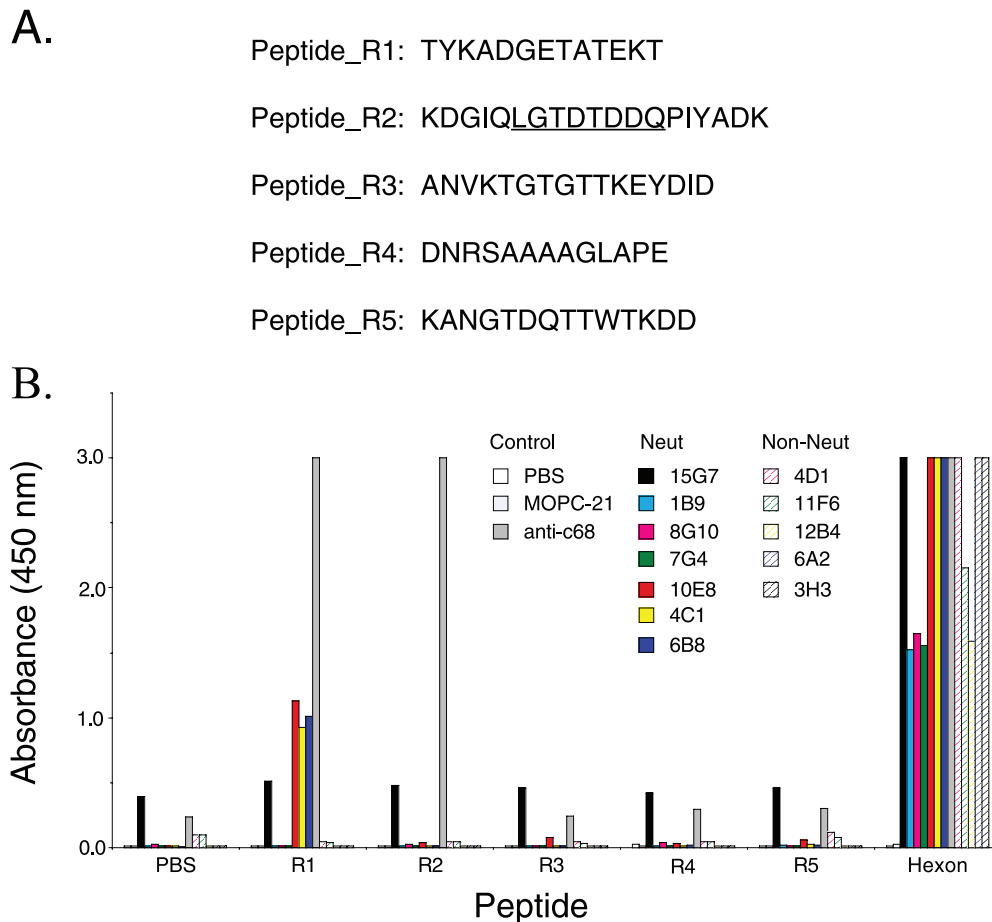 A.
Peptide_R1: TYKADGETATEKT
Peptide_R2: KDGIQLGTDTDDQPIYADK
Peptide_R3: ANVKTGTGTTKEYDID
Peptide_R4: DNRSAAAAGLAPE
Peptide_R5: KANGTDQTTWTKDD
B.
Absorbance (450 nm)
3.0
2.0
1.0
0.0
Control
PBS
MOPC-21
anti-c68
Neut
15G7
1B9
8G10
7G4
10E8
4C1
6B8
Non-Neut
4D1
11F6
12B4
6A2
3H3
PBS R1 R2 R3 R4 R5 Hexon
Peptide